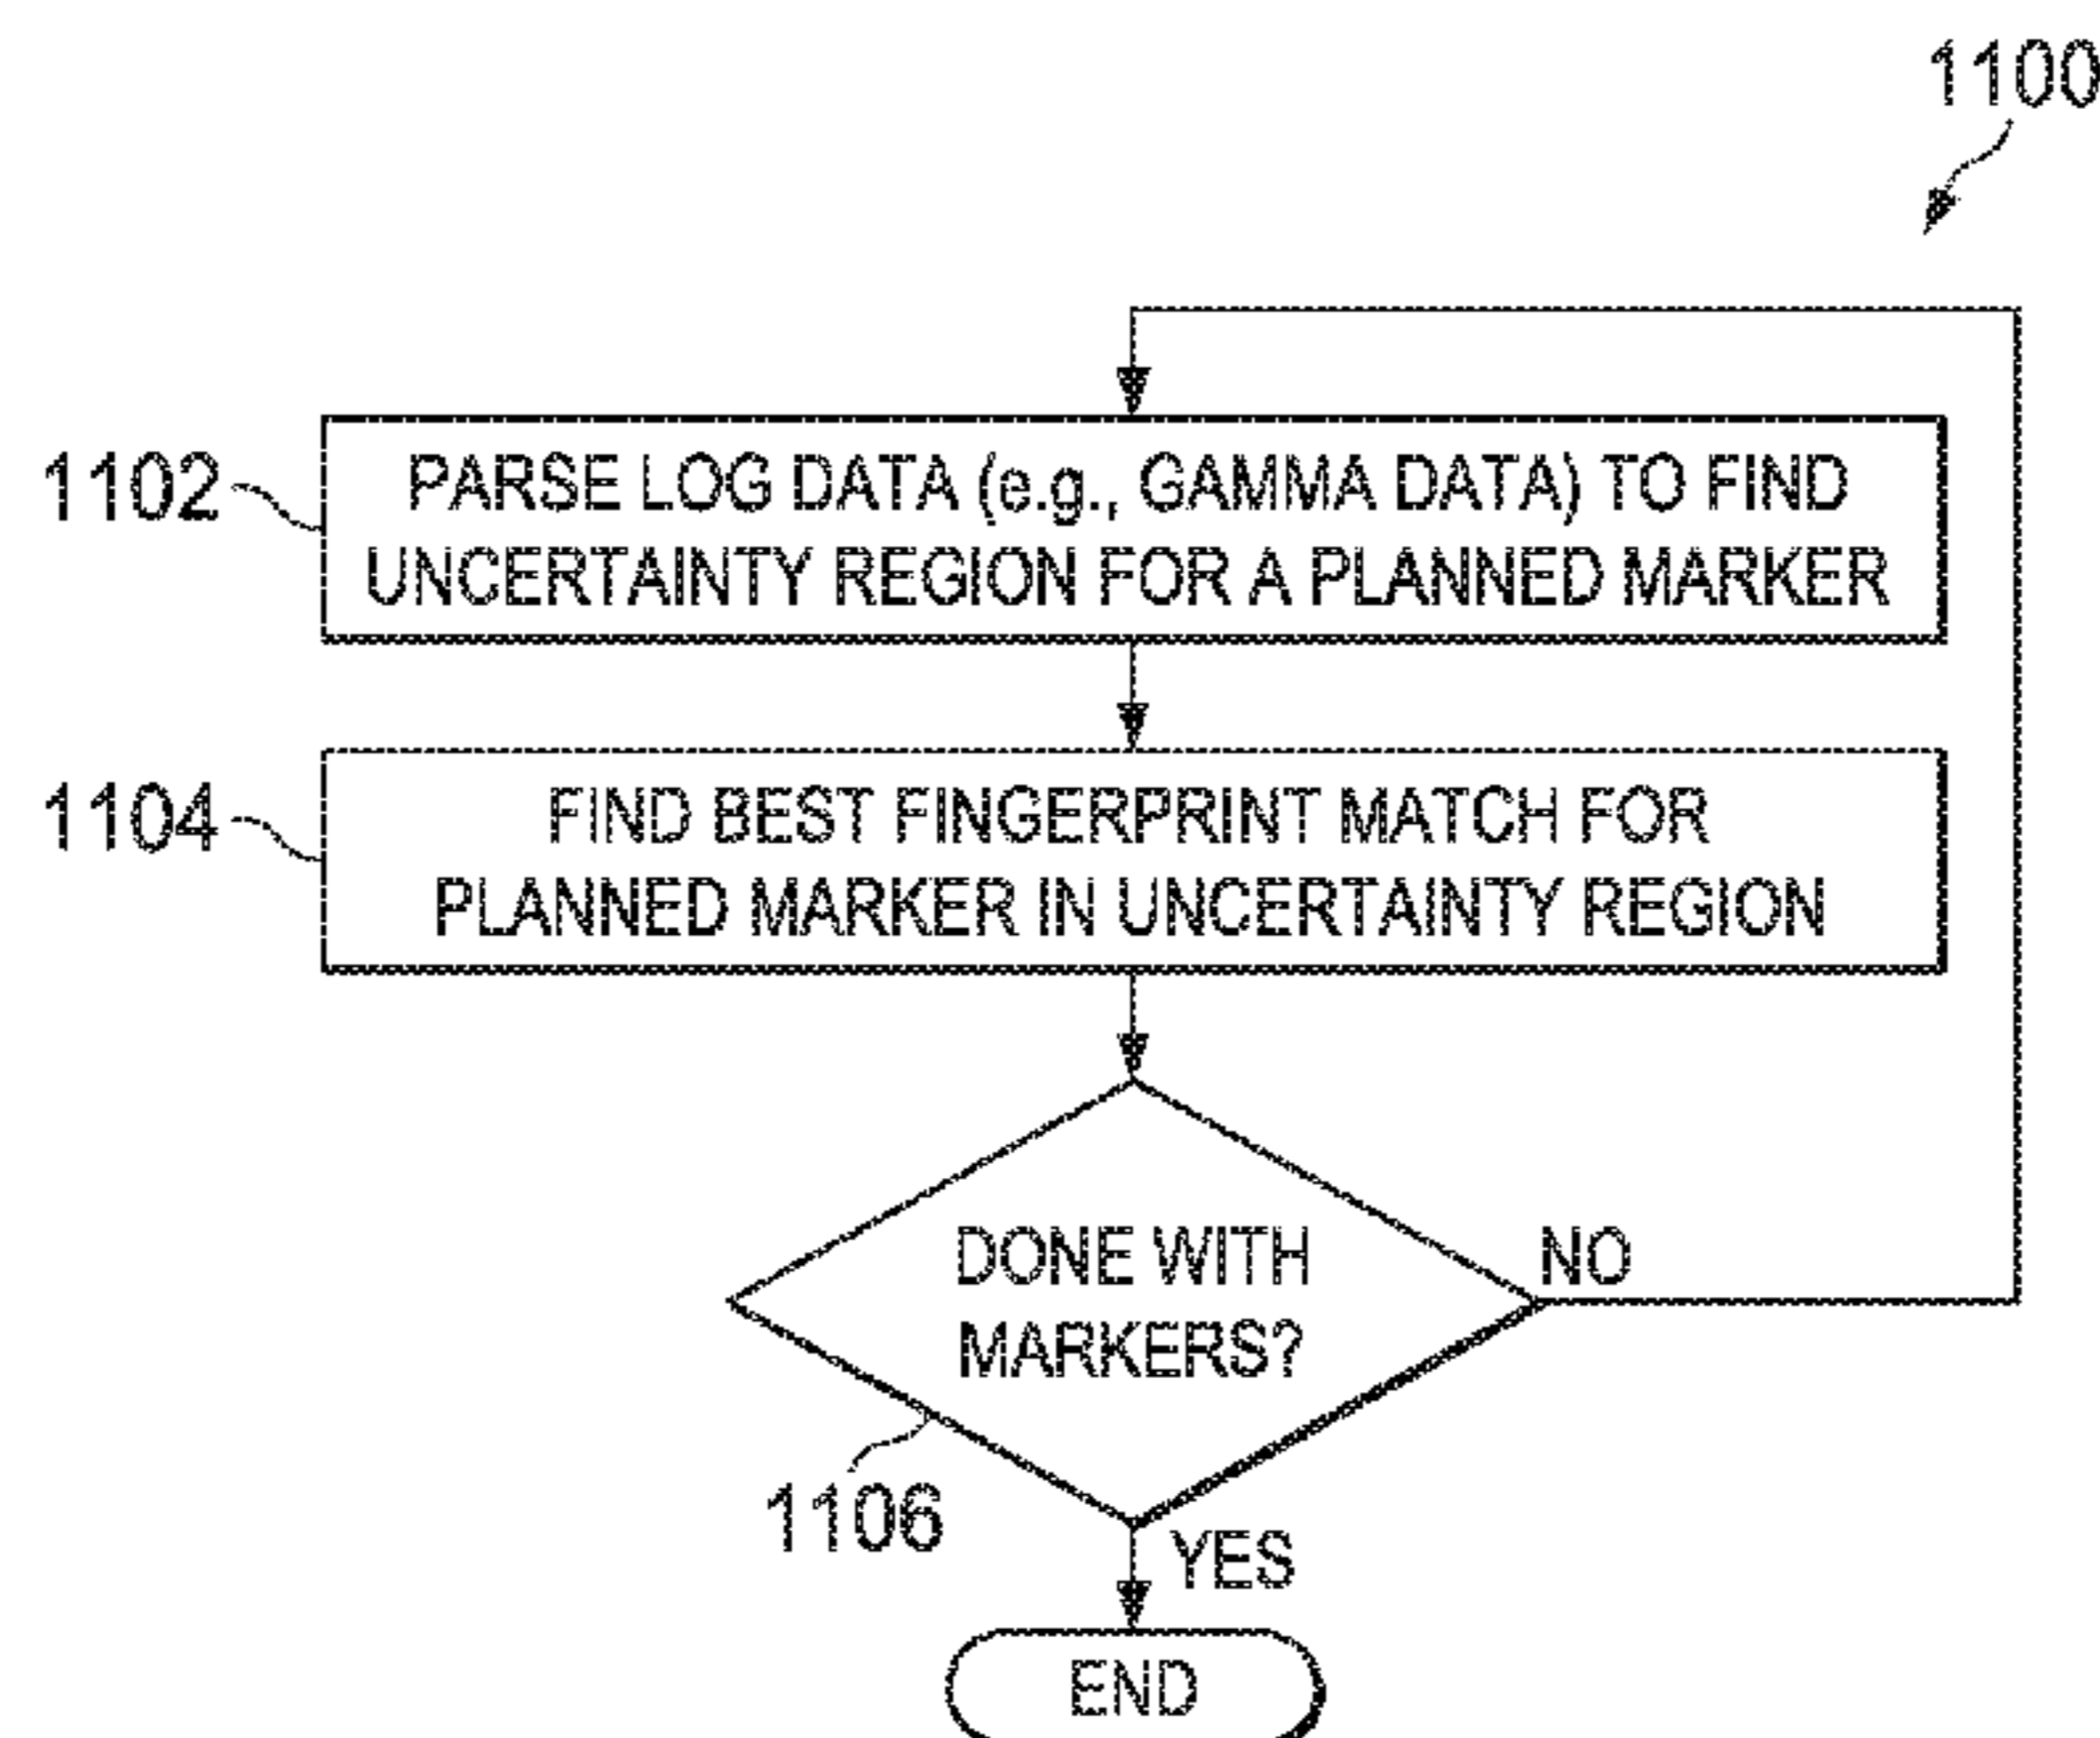 1100
1102
PARSE LOG DATA (e.g., GAMMA DATA) TO FIND
UNCERTAINTY REGION FOR A PLANNED MARKER
1104
FIND BEST FINGERPRINT MATCH FOR
PLANNED MARKER IN UNCERTAINTY REGION
DONE WITH
MARKERS?
NO
1106
YES
END